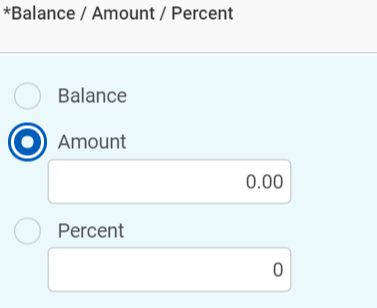 *Balance / Amount / Percent
Balance
Amount
0.00
Percent
0